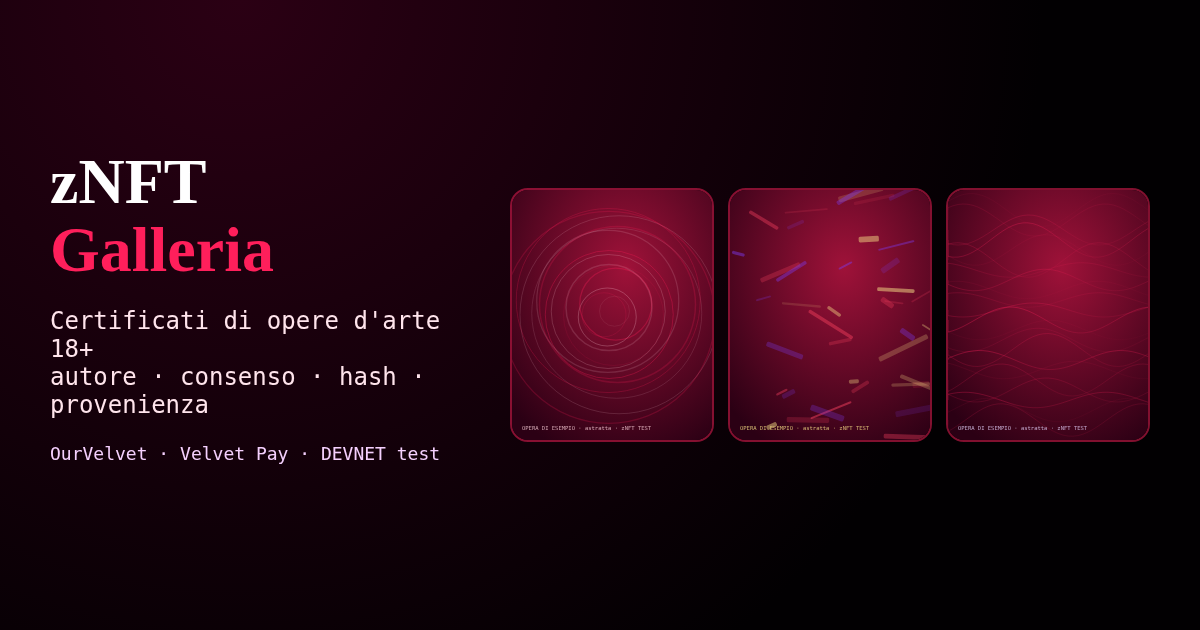 zNFT
Galleria
Certificati di opere d'arte
18+
autore · consenso · hash ·
provenienza
OurVelvet · Velvet Pay · DEVNET test
OPERA DI ESEMPIO · astratta · zNFT TEST
OPERA DI ESEMPIO · astratta · zNFT TEST
OPERA DI ESEMPIO · astratta · zNFT TEST